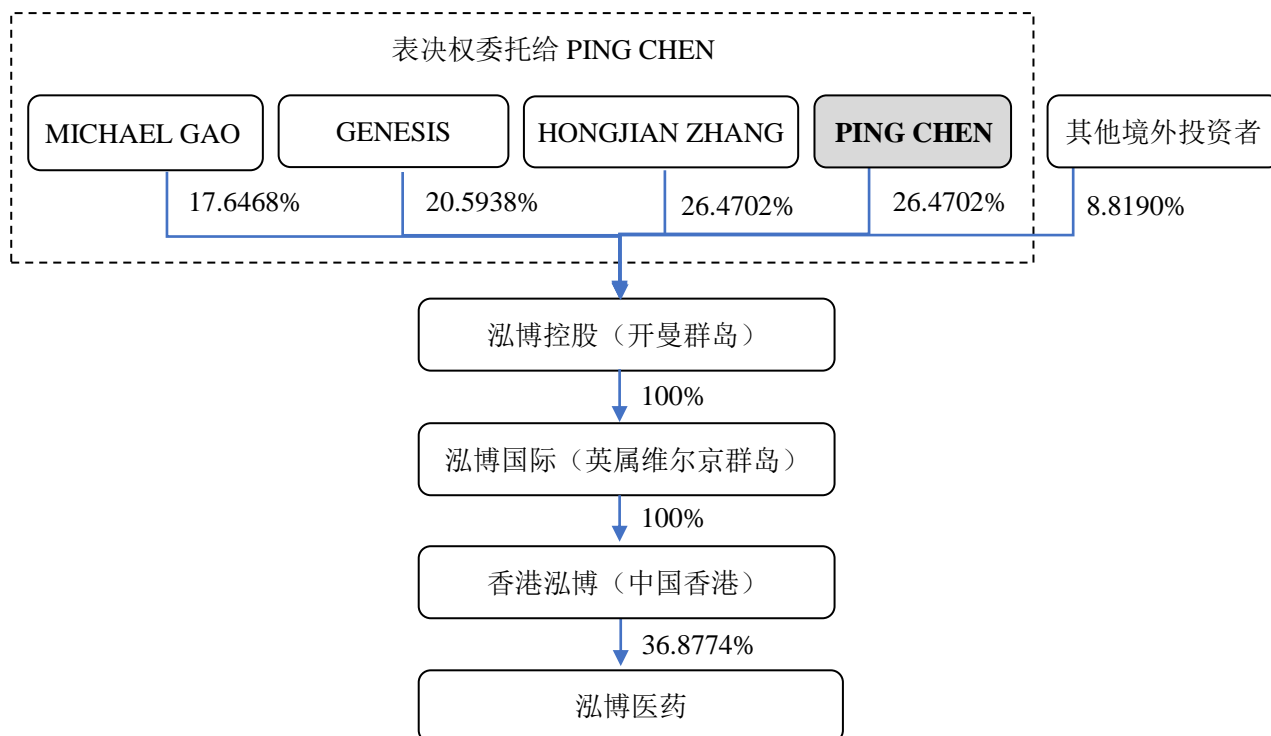 表决权委托给 PING CHEN
MICHAEL GAO
GENESIS
HONGJIAN ZHANG
PING CHEN
其他境外投资者
17.6468%
20.5938%
26.4702%
26.4702%
8.8190%
泓博控股（开曼群岛）
100%
泓博国际（英属维尔京群岛）
100%
香港泓博（中国香港）
36.8774%
泓博医药